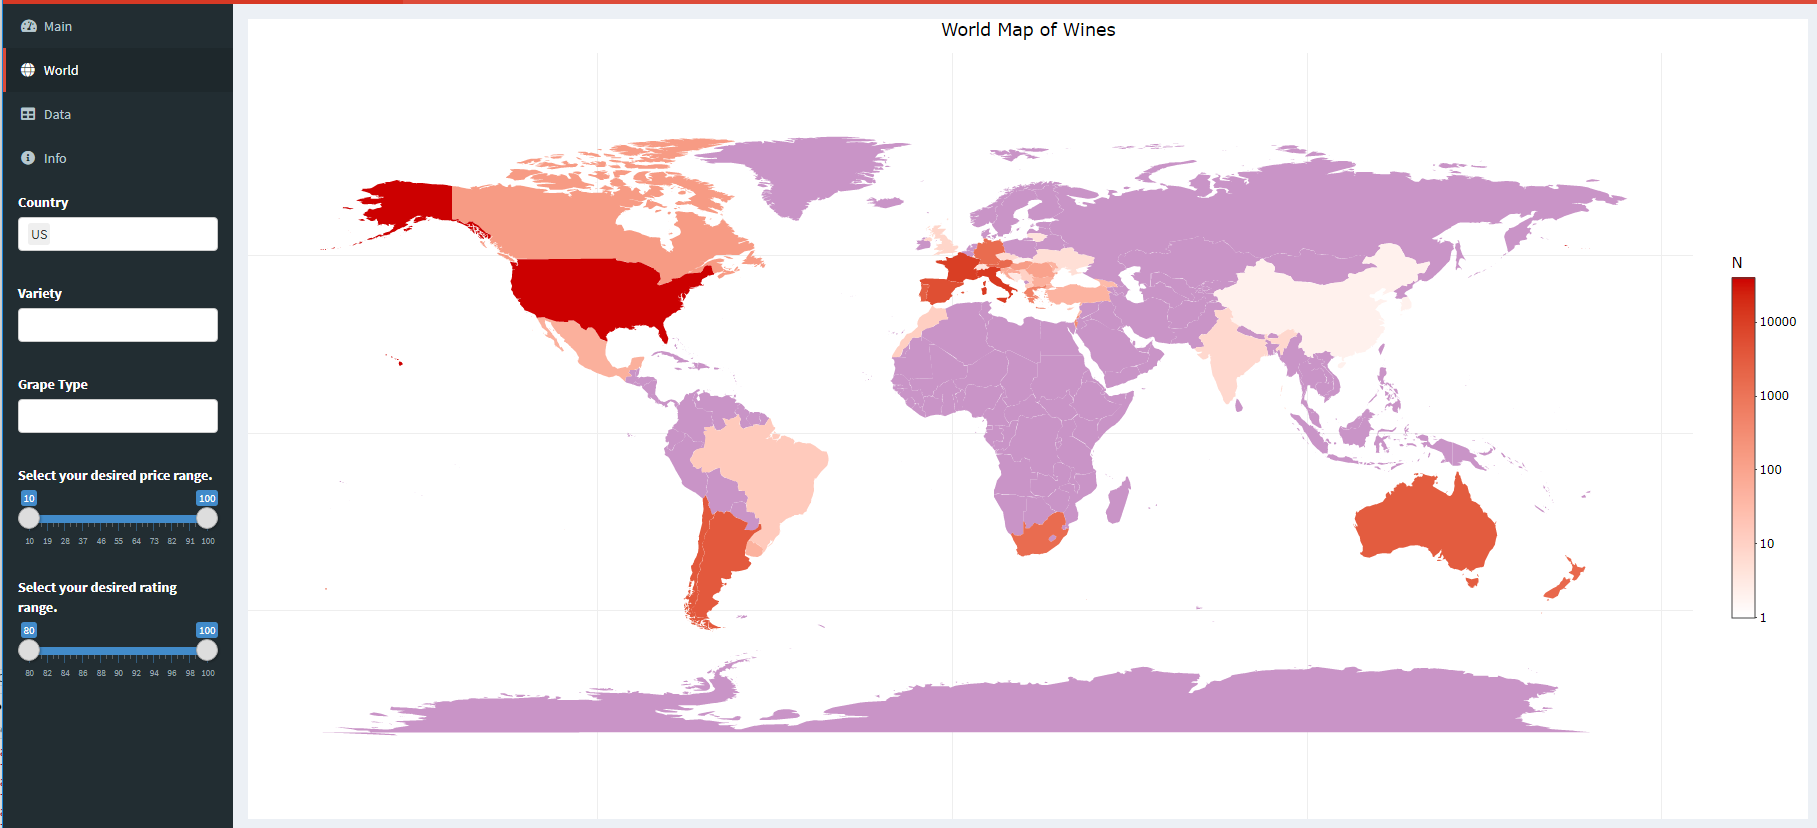 Main
World
Data
Info
Country
US
Variety
Grape Type
Select your desired price range.
10 100
10 19 28 37 46 55 64 73 82 91 100
Select your desired rating
range.
80 100
80 82 84 86 88 90 92 94 96 98 100
World Map of Wines
N
10000
1000
100
10
1